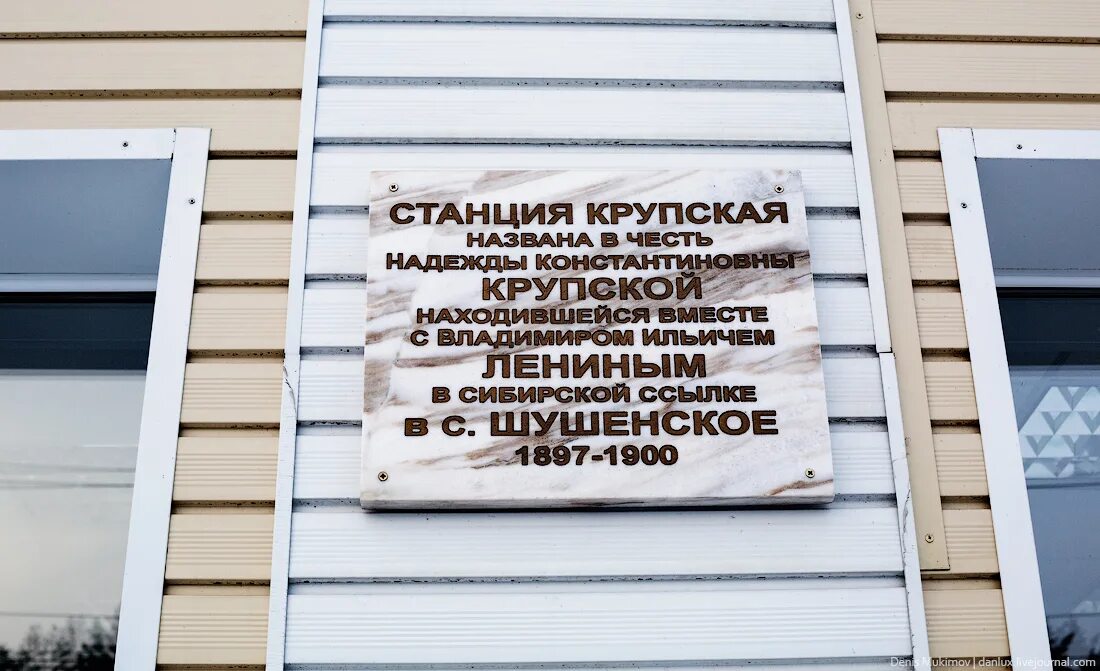 СТАНЦИЯ КРУПСКАЯ
НАЗВАНА В ЧЕСТЬ
НАДЕЖДЫ КОНСТАНТИНОВНЫ
КРУПСКОЙ
НАХОДИВШЕЙСЯ ВМЕСТЕ
С ВЛАДИМИРОМ ИЛЬИЧЕМ
ЛЕНИНЫМ
В СИБИРСКОЙ ССЫЛКЕ
В С. ШУШЕНСКОЕ
1897-1900
Denis Mukimov | danlux.livejournal.com